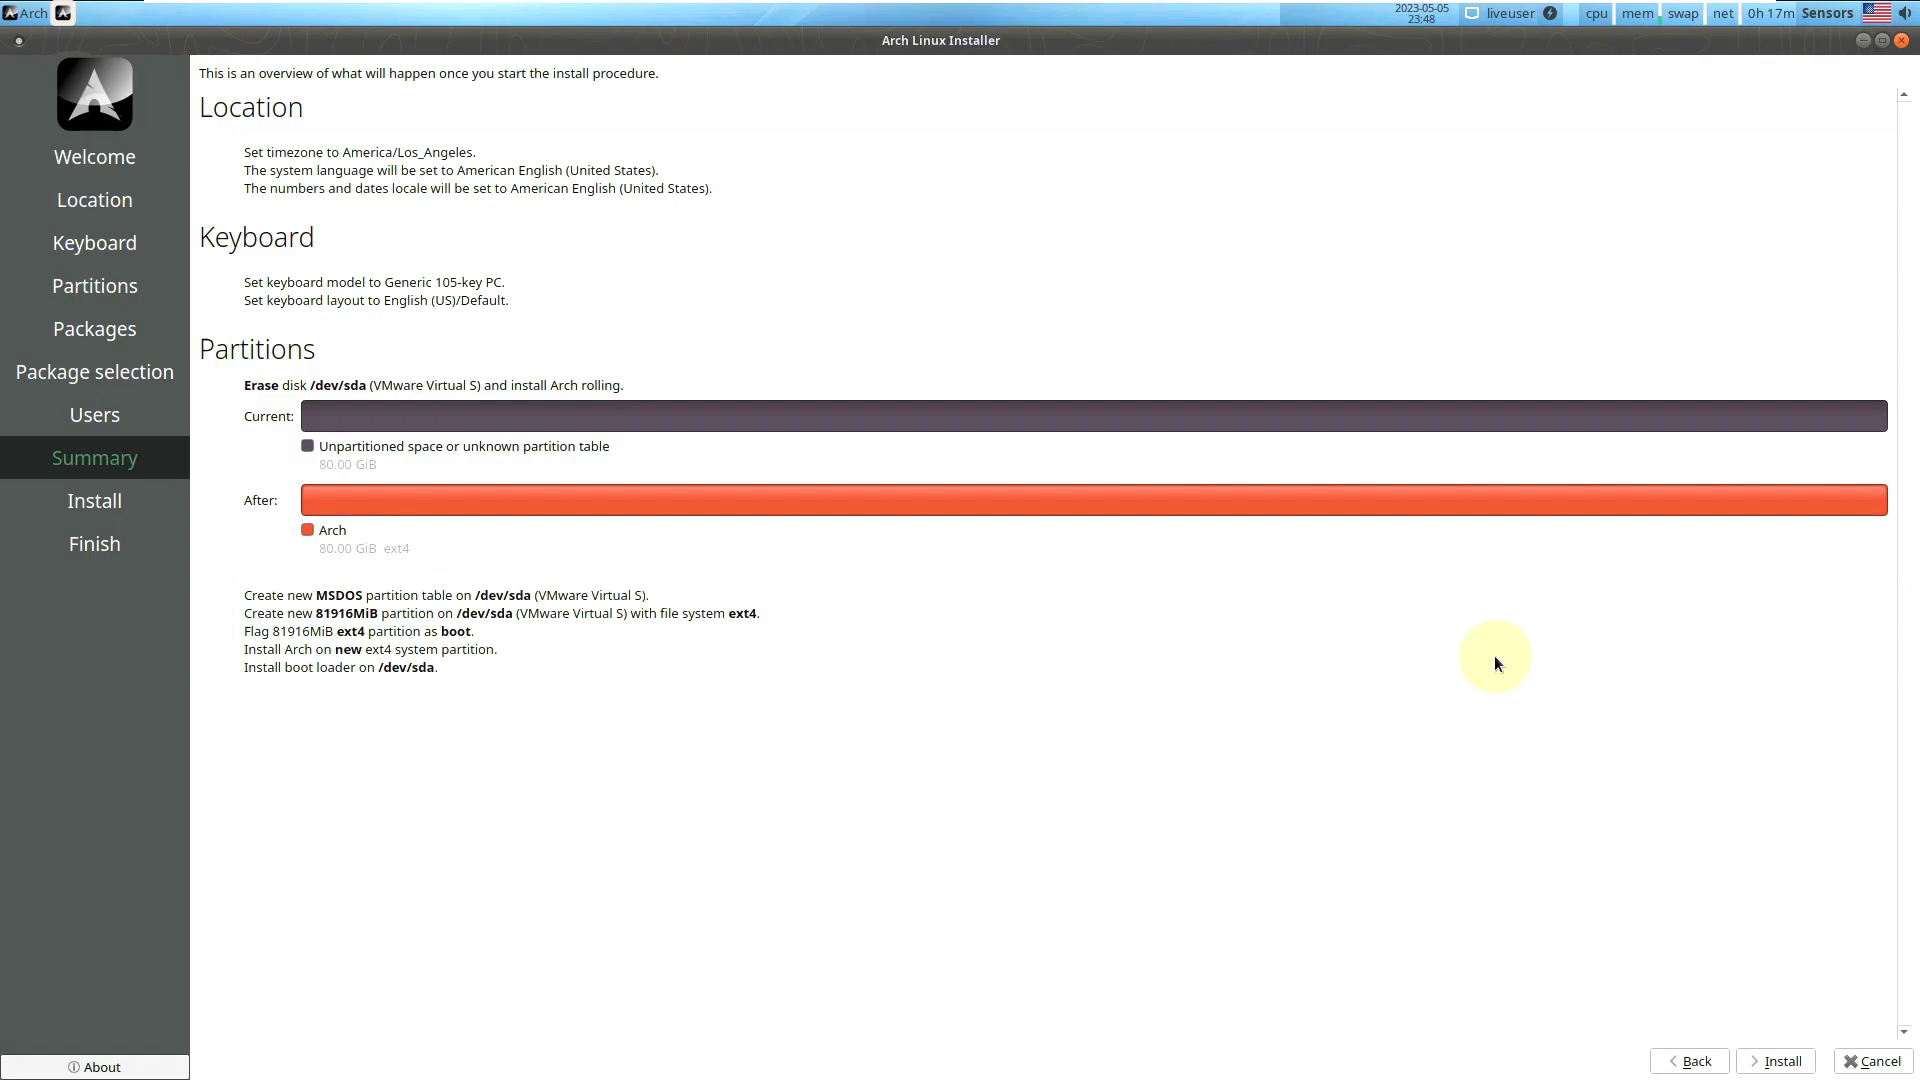 Arch
2023-05-05
23:48
liveuser
cpu
mem
swap
net
0h 17m
Sensors
Arch Linux Installer
Welcome
Location
Keyboard
Partitions
Packages
Package selection
Users
Summary
Install
Finish
About
This is an overview of what will happen once you start the install procedure.
Location
Set timezone to America/Los_Angeles.
The system language will be set to American English (United States).
The numbers and dates locale will be set to American English (United States).
Keyboard
Set keyboard model to Generic 105-key PC.
Set keyboard layout to English (US)/Default.
Partitions
Erase disk /dev/sda (VMware Virtual S) and install Arch rolling.
Current:
Unpartitioned space or unknown partition table
80.00 GiB
After:
Arch
80.00 GiB ext4
Create new MSDOS partition table on /dev/sda (VMware Virtual S).
Create new 81916MiB partition on /dev/sda (VMware Virtual S) with file system ext4.
Flag 81916MiB ext4 partition as boot.
Install Arch on new ext4 system partition.
Install boot loader on /dev/sda.
Back
Install
Cancel